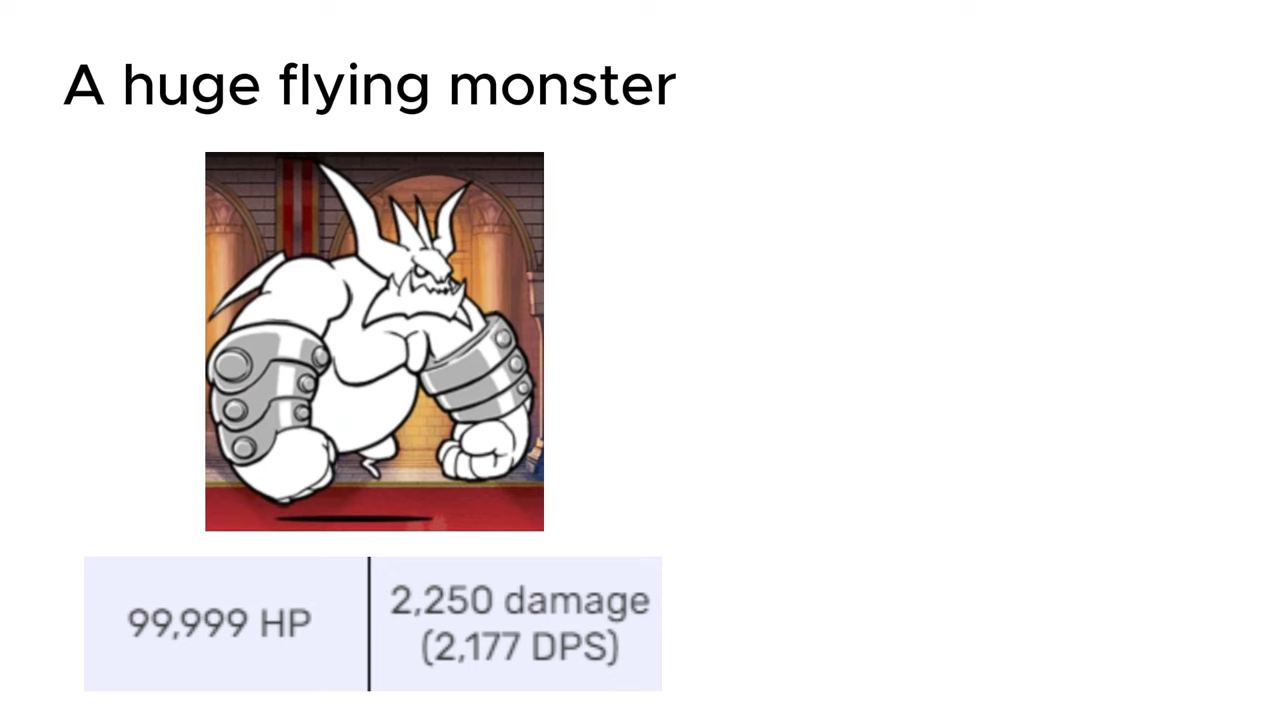 A huge flying monster
99,999 HP
2,250 damage
(2,177 DPS)